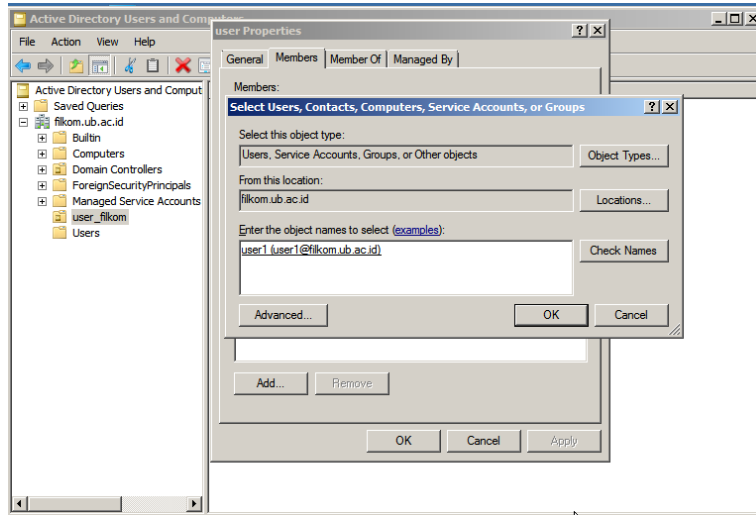 Active Directory Users and Computers
File Action View Help
Active Directory Users and Comput
Saved Queries
filkom.ub.ac.id
Builtin
Computers
Domain Controllers
ForeignSecurityPrincipals
Managed Service Accounts
user_filkom
Users
user Properties
General Members Member Of Managed By
Members:
Select Users, Contacts, Computers, Service Accounts, or Groups
Select this object type:
Users, Service Accounts, Groups, or Other objects
Object Types...
From this location:
filkom.ub.ac.id
Locations...
Enter the object names to select (examples):
user1 (user1@filkom.ub.ac.id)
Check Names
Advanced... OK Cancel
Add... Remove
OK Cancel Apply